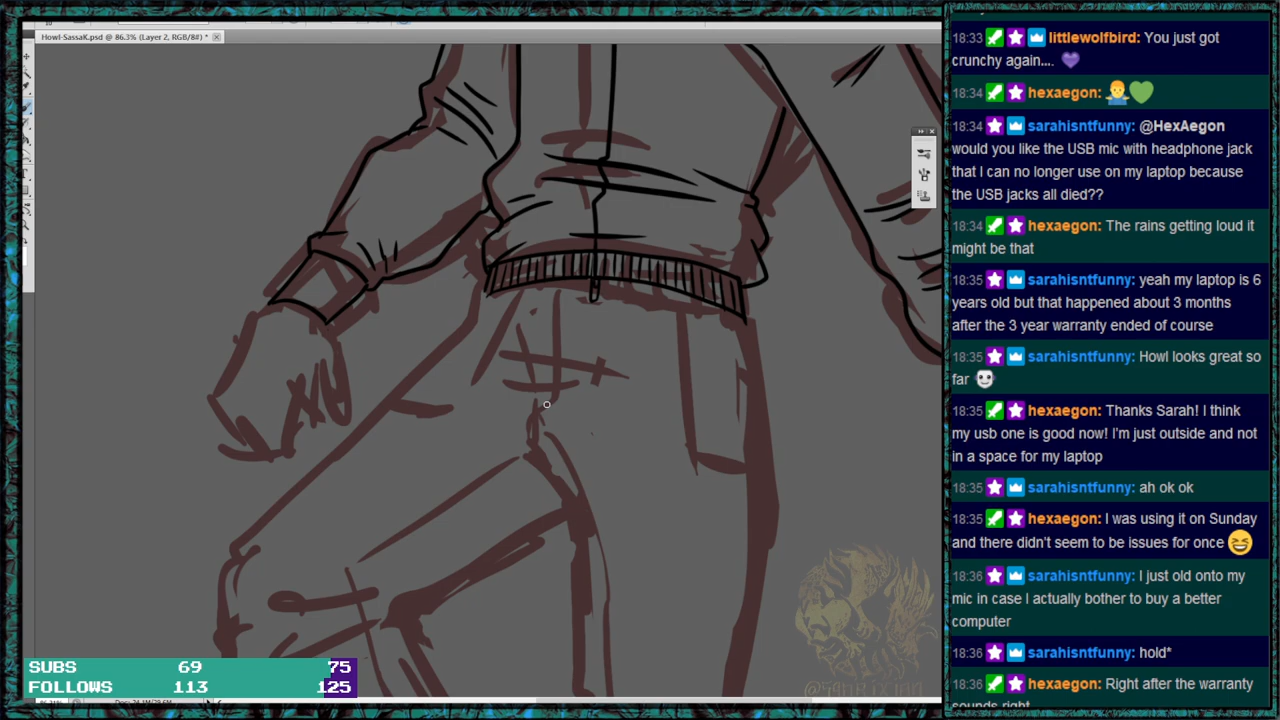 Howl-SassaK.psd @ 86.3% (Layer 2, RGB/8#) *
18:33 littlewolfbird: You just got
crunchy again....
18:34 hexaegon:
18:34 sarahisntfunny: @HexAegon
would you like the USB mic with headphone jack
that I can no longer use on my laptop because
the USB jacks all died??
18:34 hexaegon: The rains getting loud it
might be that
18:35 sarahisntfunny: yeah my laptop is 6
years old but that happened about 3 months
after the 3 year warranty ended of course
18:35 sarahisntfunny: Howl looks great so
far
18:35 hexaegon: Thanks Sarah! I think
my usb one is good now! I'm just outside and not
in a space for my laptop
18:35 sarahisntfunny: ah ok ok
18:35 hexaegon: I was using it on Sunday
and there didn't seem to be issues for once
18:36 sarahisntfunny: I just old onto my
mic in case I actually bother to buy a better
computer
18:36 sarahisntfunny: hold*
18:36 hexaegon: Right after the warranty
sounds right
SUBS 69 75
FOLLOWS 113 125